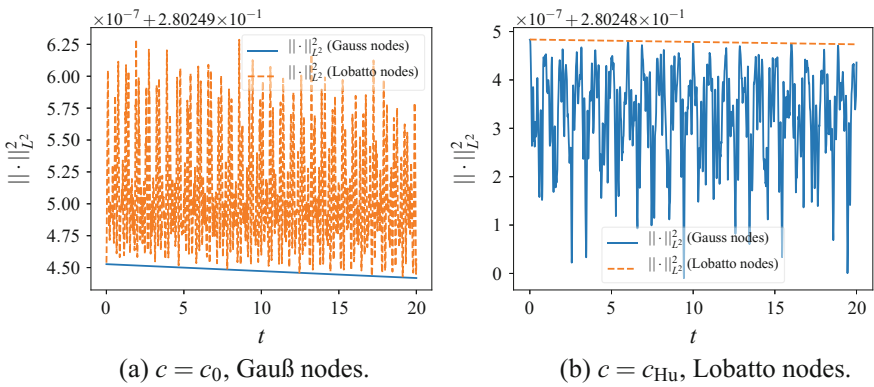 ×10⁻⁷ + 2.80249×10⁻¹
6.25
6.00
5.75
5.50
5.25
5.00
4.75
4.50
|| · ||²_{L²}
|| · ||²_{L²} (Gauss nodes)
|| · ||²_{L²} (Lobatto nodes)
0 5 10 15 20
t
(a) c = c₀, Gauß nodes.
×10⁻⁷ + 2.80248×10⁻¹
5
4
3
2
1
0
|| · ||²_{L²}
|| · ||²_{L²} (Gauss nodes)
|| · ||²_{L²} (Lobatto nodes)
0 5 10 15 20
t
(b) c = c_{Hu}, Lobatto nodes.